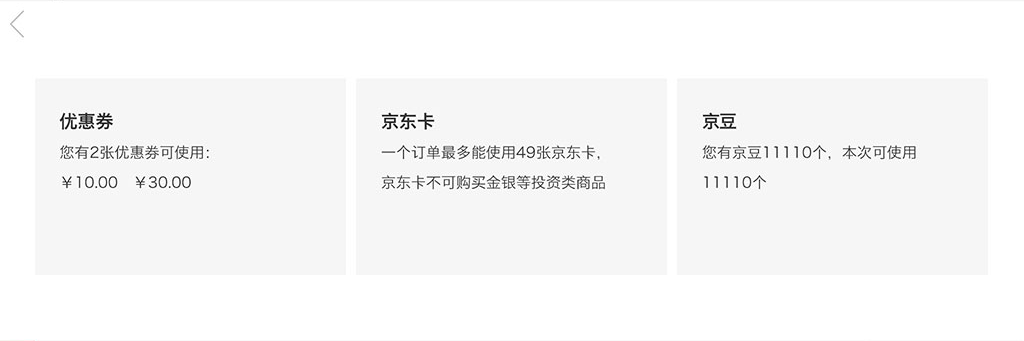 优惠券
您有2张优惠券可使用：
￥10.00 ￥30.00
京东卡
一个订单最多能使用49张京东卡，
京东卡不可购买金银等投资类商品
京豆
您有京豆11110个，本次可使用
11110个